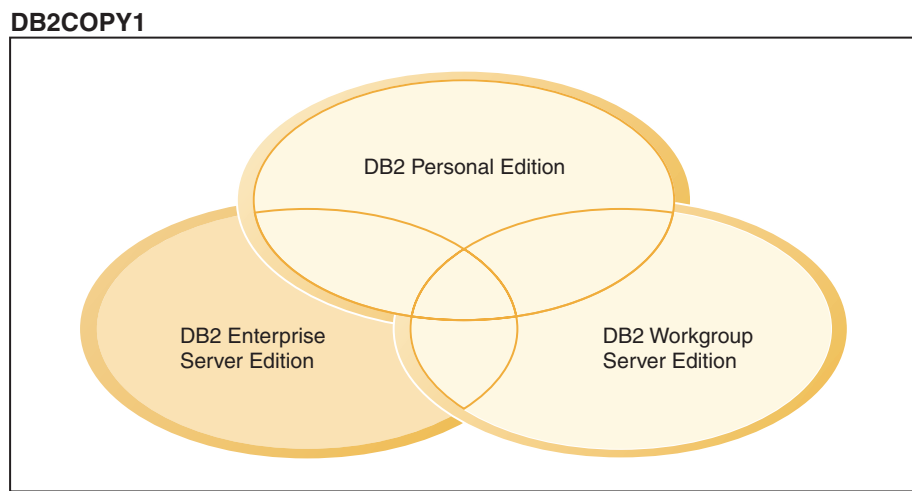 DB2COPY1
DB2 Personal Edition
DB2 Enterprise
Server Edition
DB2 Workgroup
Server Edition